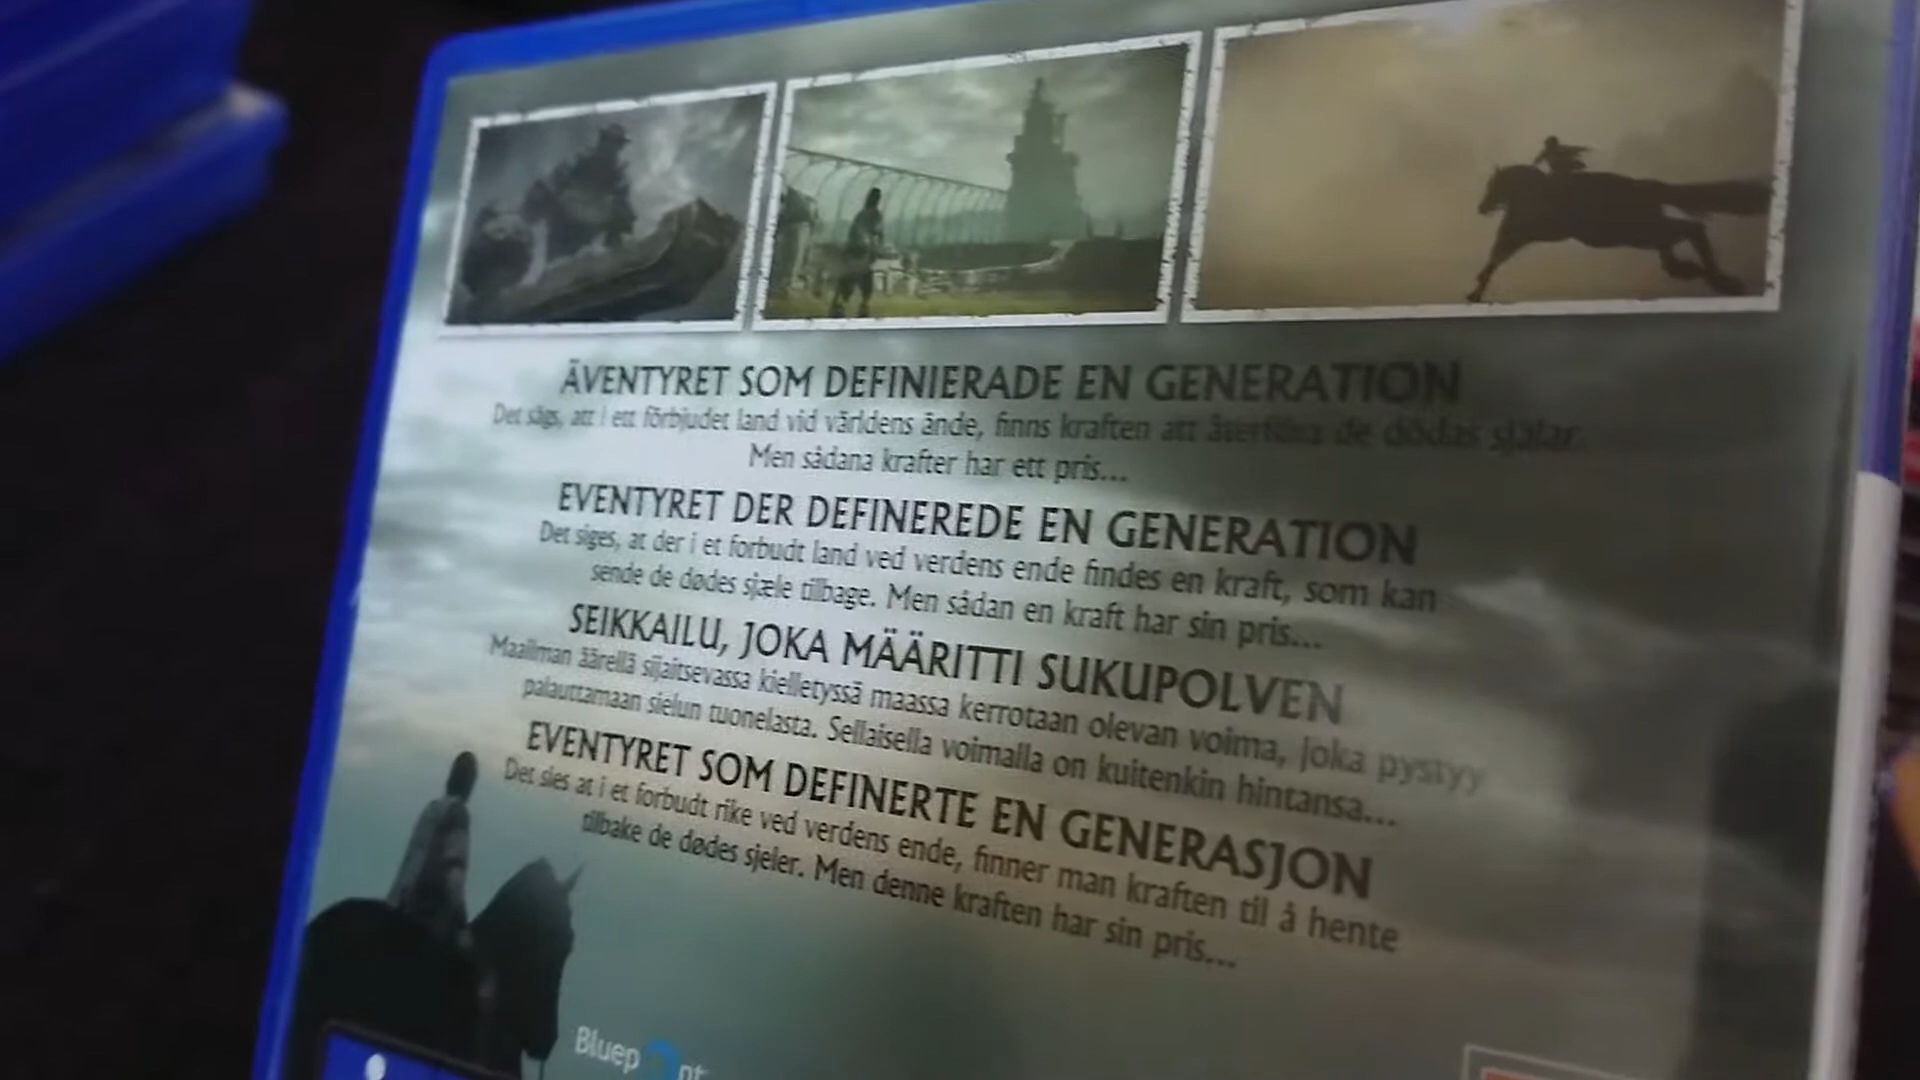 ÄVENTYRET SOM DEFINIERADE EN GENERATION
Det sägs, att i ett förbjudet land vid världens ände, finns kraften att återföra de dödas själar.
Men sådana krafter har ett pris...
EVENTYRET DER DEFINEREDE EN GENERATION
Det siges, at der i et forbudt land ved verdens ende findes en kraft, som kan
sende de dødes sjæle tilbage. Men sådan en kraft har sin pris...
SEIKKAILU, JOKA MÄÄRITTI SUKUPOLVEN
Maailman äärellä sijaitsevassa kielletyssä maassa kerrotaan olevan voima, joka pystyy
palauttamaan sielun tuonelasta. Sellaisella voimalla on kuitenkin hintansa...
EVENTYRET SOM DEFINERTE EN GENERASJON
Det sies at i et forbudt rike ved verdens ende, finner man kraften til å hente
tilbake de dødes sjeler. Men denne kraften har sin pris...
Bluepoint